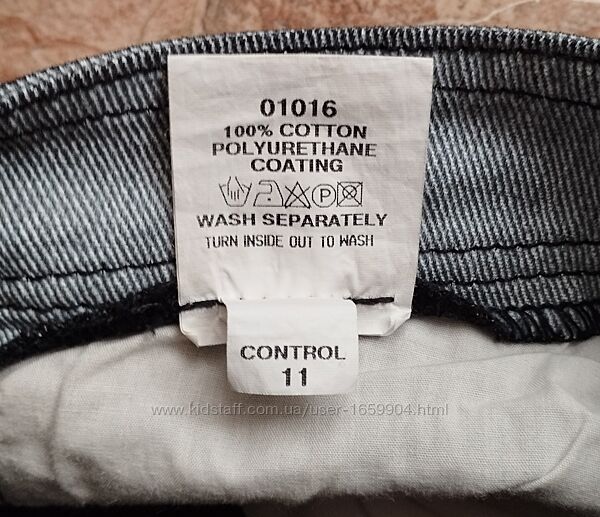 01016
100% COTTON
POLYURETHANE
COATING
P
WASH SEPARATELY
TURN INSIDE OUT TO WASH
CONTROL
11
www.kidstaff.com.ua/user-1659904.html